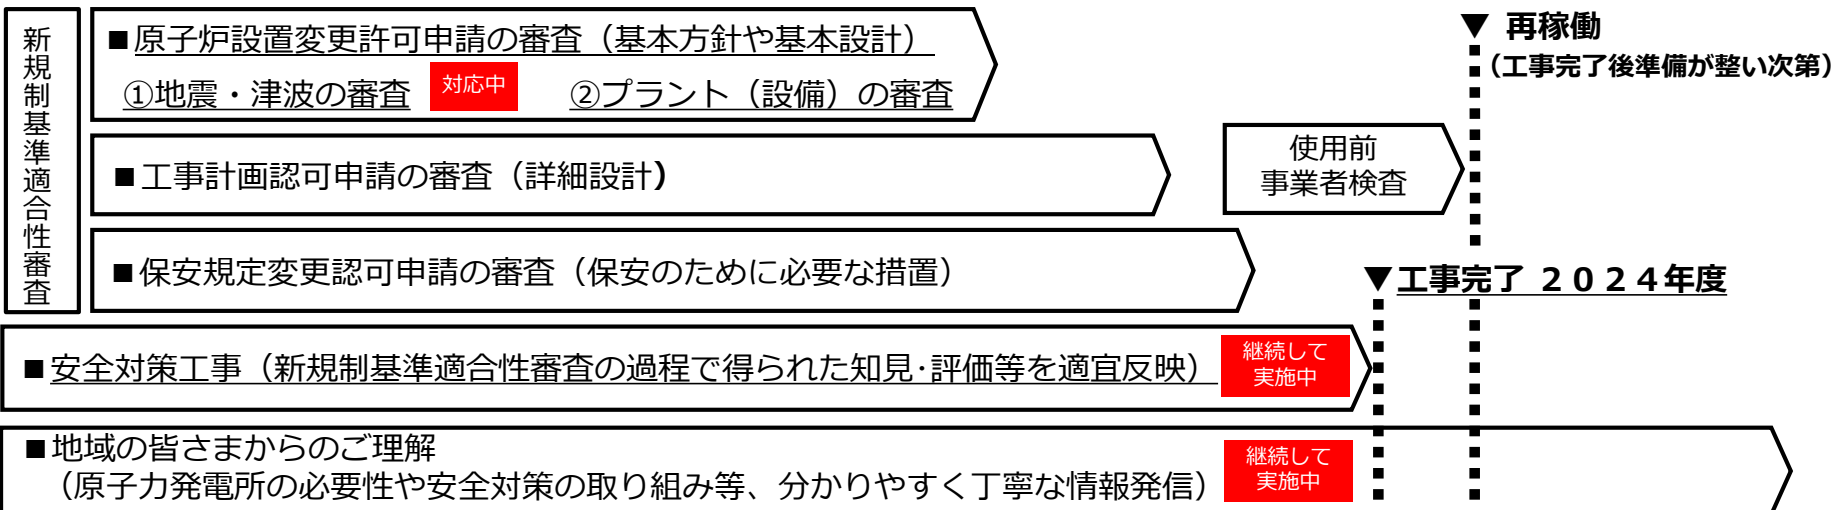 新規制基準適合性審査
■原子炉設置変更許可申請の審査（基本方針や基本設計）
①地震・津波の審査 対応中 ②プラント（設備）の審査
▼ 再稼働
（工事完了後準備が整い次第）
■工事計画認可申請の審査（詳細設計）
使用前
事業者検査
■保安規定変更認可申請の審査（保安のために必要な措置）
▼工事完了 ２０２４年度
■安全対策工事（新規制基準適合性審査の過程で得られた知見･評価等を適宜反映）
継続して
実施中
■地域の皆さまからのご理解
（原子力発電所の必要性や安全対策の取り組み等、分かりやすく丁寧な情報発信）
継続して
実施中